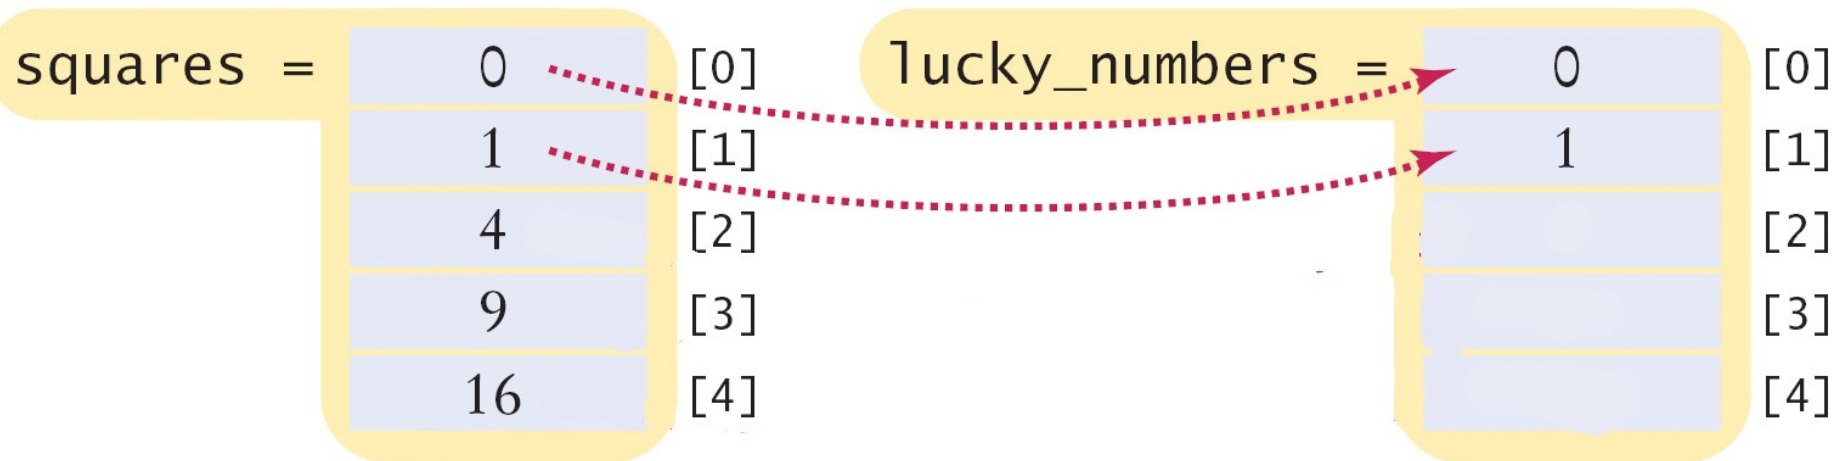 squares = 0 [0] lucky_numbers = 0 [0]
1 [1] 1 [1]
4 [2] [2]
9 [3] [3]
16 [4] [4]